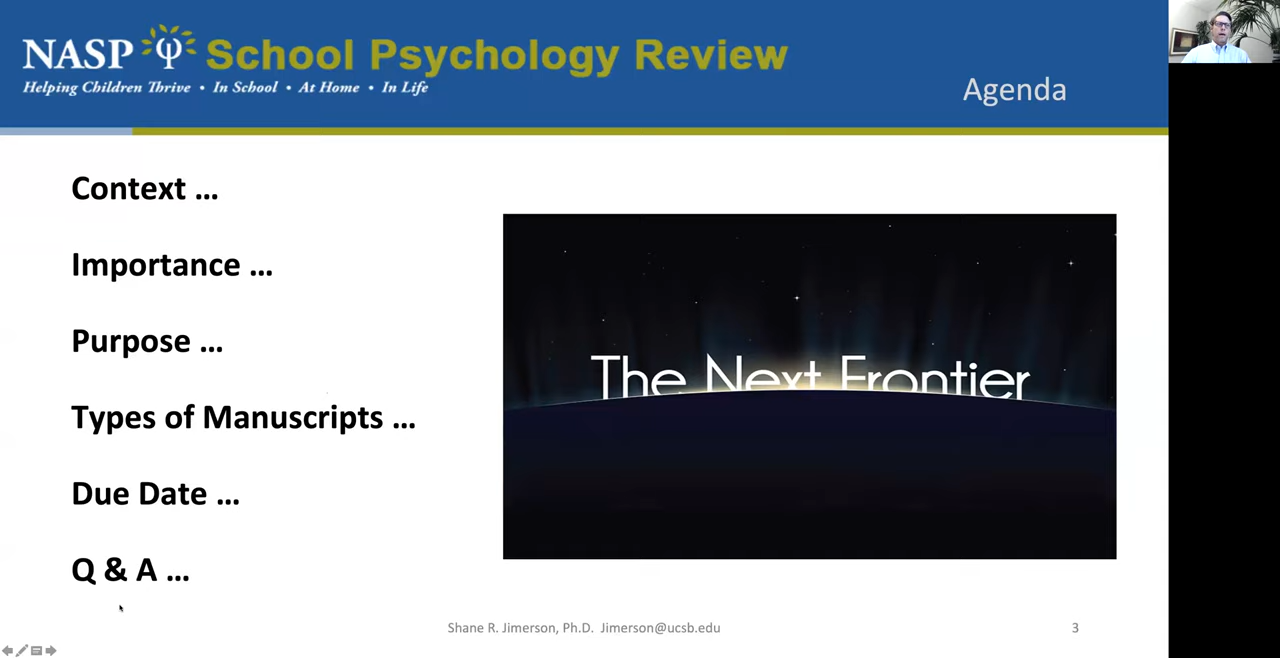 NASP School Psychology Review
Helping Children Thrive • In School • At Home • In Life
Agenda
Context …
Importance …
Purpose …
Types of Manuscripts …
Due Date …
Q & A …
The Next Frontier
Shane R. Jimerson, Ph.D. Jimerson@ucsb.edu
3